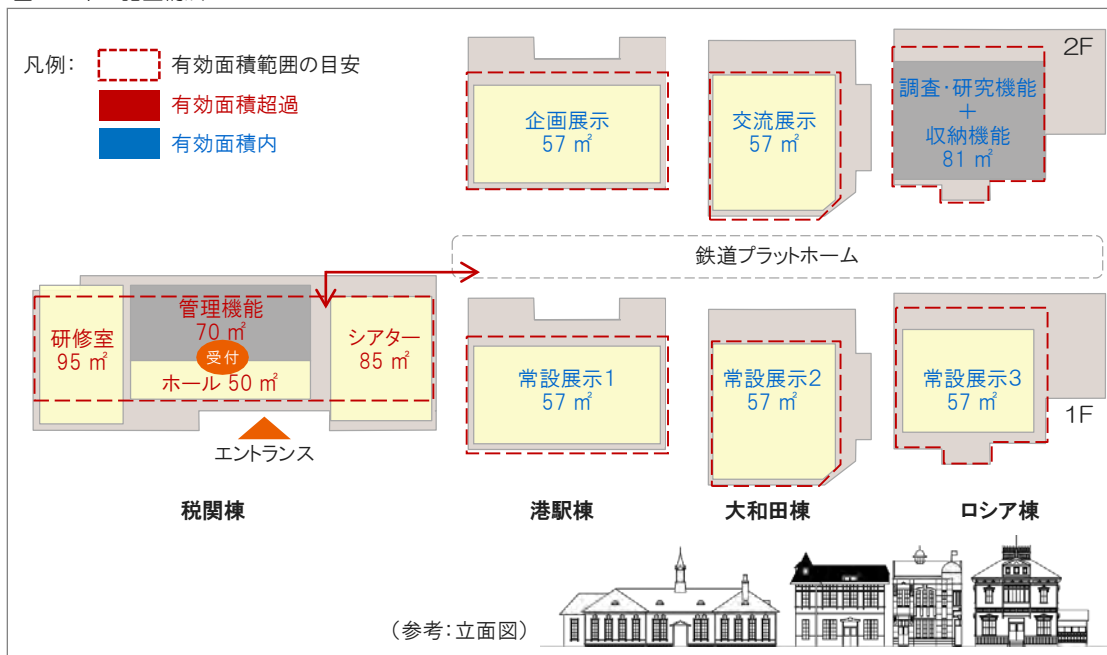 凡例：
有効面積範囲の目安
有効面積超過
有効面積内
2F
企画展示
57 ㎡
交流展示
57 ㎡
調査・研究機能
＋
収納機能
81 ㎡
鉄道プラットホーム
研修室
95 ㎡
管理機能
70 ㎡
受付
ホール 50 ㎡
シアター
85 ㎡
常設展示1
57 ㎡
常設展示2
57 ㎡
常設展示3
57 ㎡
1F
エントランス
税関棟
港駅棟
大和田棟
ロシア棟
（参考：立面図）